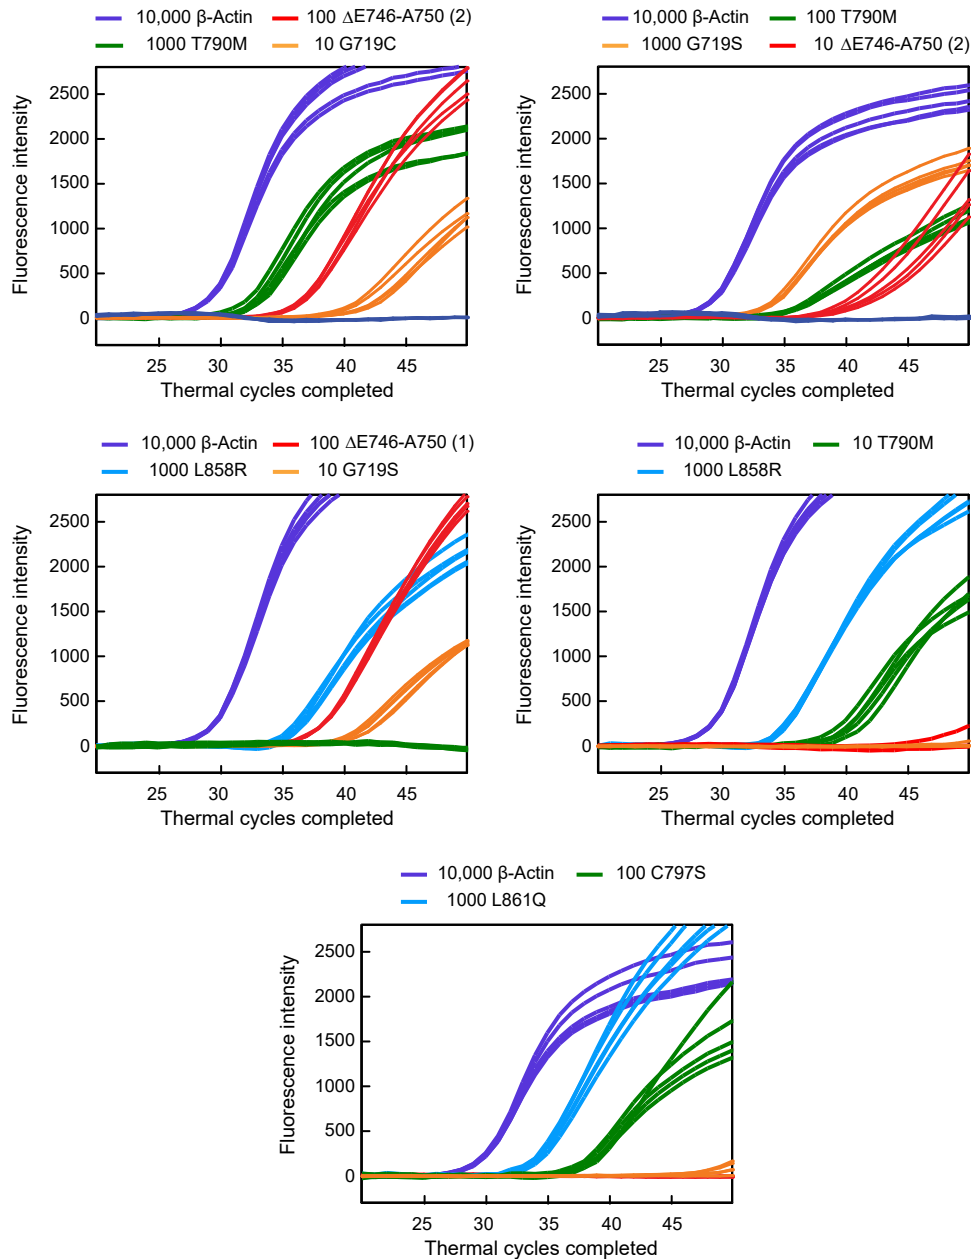 10,000 β-Actin 100 ΔE746-A750 (2)
1000 T790M 10 G719C
2500
2000
1500
1000
500
0
Fluorescence intensity
25 30 35 40 45
Thermal cycles completed
10,000 β-Actin 100 T790M
1000 G719S 10 ΔE746-A750 (2)
2500
2000
1500
1000
500
0
Fluorescence intensity
25 30 35 40 45
Thermal cycles completed
10,000 β-Actin 100 ΔE746-A750 (1)
1000 L858R 10 G719S
2500
2000
1500
1000
500
0
Fluorescence intensity
25 30 35 40 45
Thermal cycles completed
10,000 β-Actin 10 T790M
1000 L858R
2500
2000
1500
1000
500
0
Fluorescence intensity
25 30 35 40 45
Thermal cycles completed
10,000 β-Actin 100 C797S
1000 L861Q
2500
2000
1500
1000
500
0
Fluorescence intensity
25 30 35 40 45
Thermal cycles completed